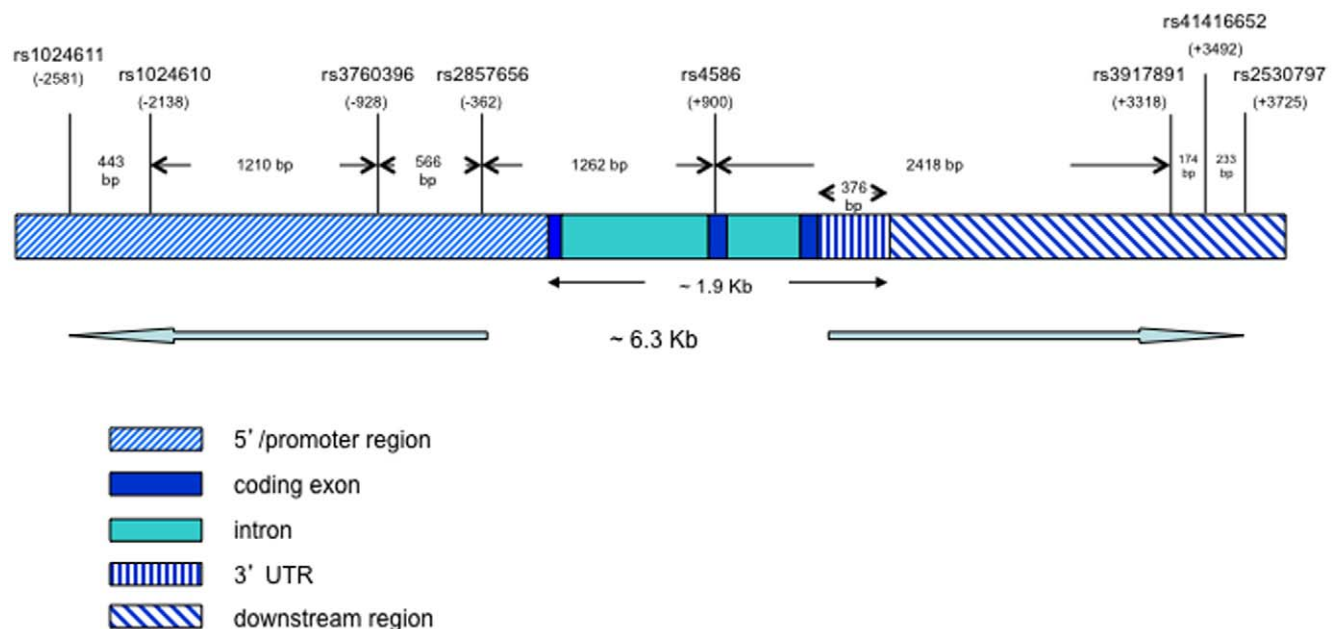 rs41416652
(+3492)
rs1024611
(-2581)
rs1024610
(-2138)
rs3760396
(-928)
rs2857656
(-362)
rs4586
(+900)
rs3917891
(+3318)
rs2530797
(+3725)
443
bp
1210 bp
566
bp
1262 bp
2418 bp
174
bp
233
bp
376
bp
~ 1.9 Kb
~ 6.3 Kb
5'/promoter region
coding exon
intron
3' UTR
downstream region